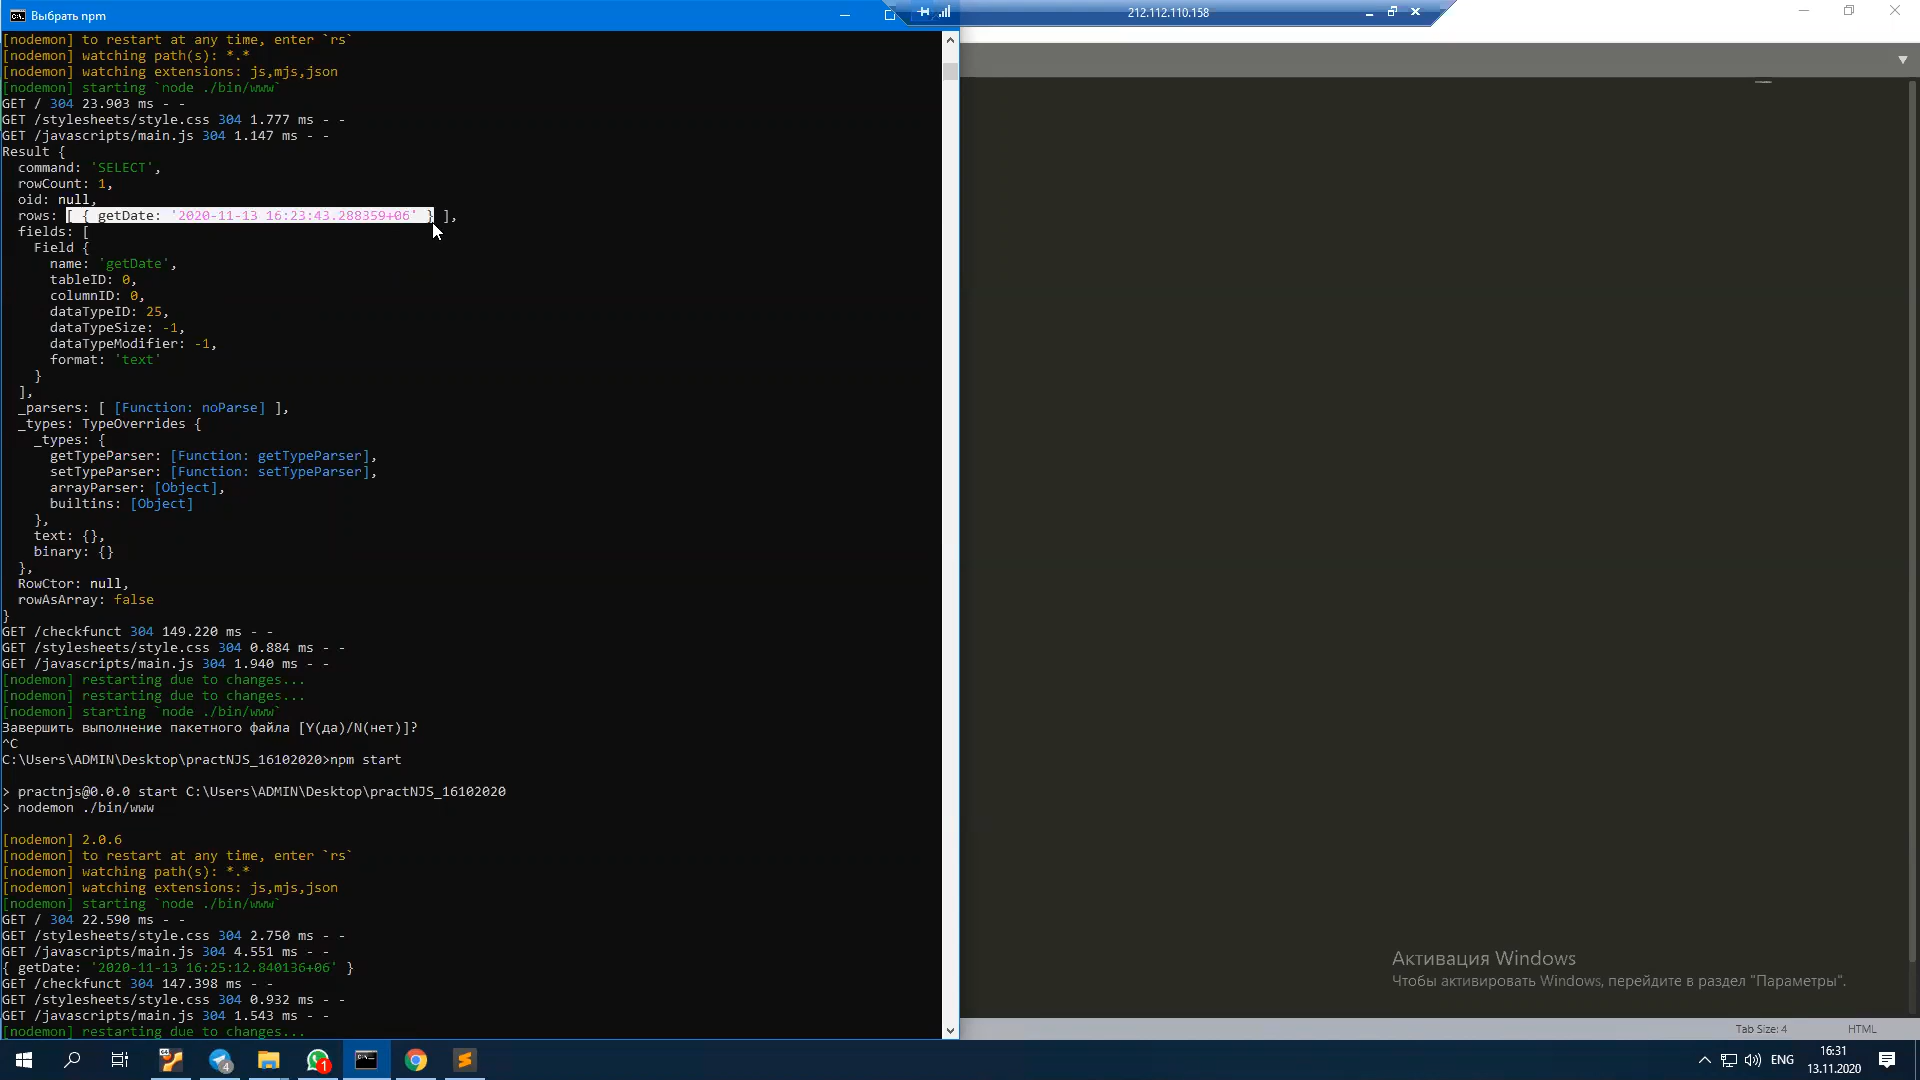 Выбрать npm
212.112.110.158
[nodemon] to restart at any time, enter `rs`
[nodemon] watching path(s): *.*
[nodemon] watching extensions: js,mjs,json
[nodemon] starting `node ./bin/www`
GET / 304 23.903 ms - -
GET /stylesheets/style.css 304 1.777 ms - -
GET /javascripts/main.js 304 1.147 ms - -
Result {
  command: 'SELECT',
  rowCount: 1,
  oid: null,
  rows: [ { getDate: '2020-11-13 16:23:43.288359+06' } ],
  fields: [
    Field {
      name: 'getDate',
      tableID: 0,
      columnID: 0,
      dataTypeID: 25,
      dataTypeSize: -1,
      dataTypeModifier: -1,
      format: 'text'
    }
  ],
  _parsers: [ [Function: noParse] ],
  _types: TypeOverrides {
    _types: {
      getTypeParser: [Function: getTypeParser],
      setTypeParser: [Function: setTypeParser],
      arrayParser: [Object],
      builtins: [Object]
    },
    text: {},
    binary: {}
  },
  RowCtor: null,
  rowAsArray: false
}
GET /checkfunct 304 149.220 ms - -
GET /stylesheets/style.css 304 0.884 ms - -
GET /javascripts/main.js 304 1.940 ms - -
[nodemon] restarting due to changes...
[nodemon] restarting due to changes...
[nodemon] starting `node ./bin/www`
Завершить выполнение пакетного файла [Y(да)/N(нет)]?
^C
C:\Users\ADMIN\Desktop\practNJS_16102020>npm start
> practnjs@0.0.0 start C:\Users\ADMIN\Desktop\practNJS_16102020
> nodemon ./bin/www
[nodemon] 2.0.6
[nodemon] to restart at any time, enter `rs`
[nodemon] watching path(s): *.*
[nodemon] watching extensions: js,mjs,json
[nodemon] starting `node ./bin/www`
GET / 304 22.590 ms - -
GET /stylesheets/style.css 304 2.750 ms - -
GET /javascripts/main.js 304 4.551 ms - -
{ getDate: '2020-11-13 16:25:12.840136+06' }
GET /checkfunct 304 147.398 ms - -
GET /stylesheets/style.css 304 0.932 ms - -
GET /javascripts/main.js 304 1.543 ms - -
[nodemon] restarting due to changes...
Активация Windows
Чтобы активировать Windows, перейдите в раздел "Параметры".
Tab Size: 4 HTML
4
1
ENG
16:31
13.11.2020